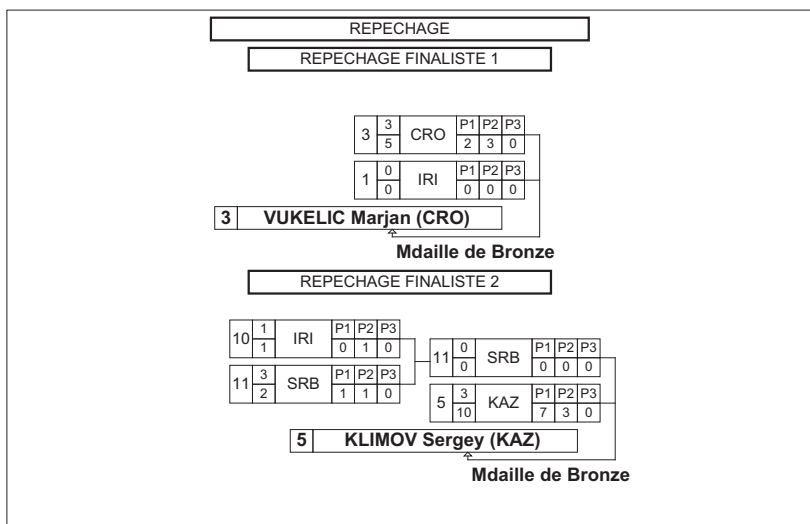 REPECHAGE
REPECHAGE FINALISTE 1
3 3 CRO P1 P2 P3
5 2 3 0
1 0 IRI P1 P2 P3
0 0 0 0
3 VUKELIC Marjan (CRO)
Mdaille de Bronze
REPECHAGE FINALISTE 2
10 1 IRI P1 P2 P3
1 0 1 0
11 3 SRB P1 P2 P3
2 1 1 0
11 0 SRB P1 P2 P3
0 0 0 0
5 3 KAZ P1 P2 P3
10 7 3 0
5 KLIMOV Sergey (KAZ)
Mdaille de Bronze